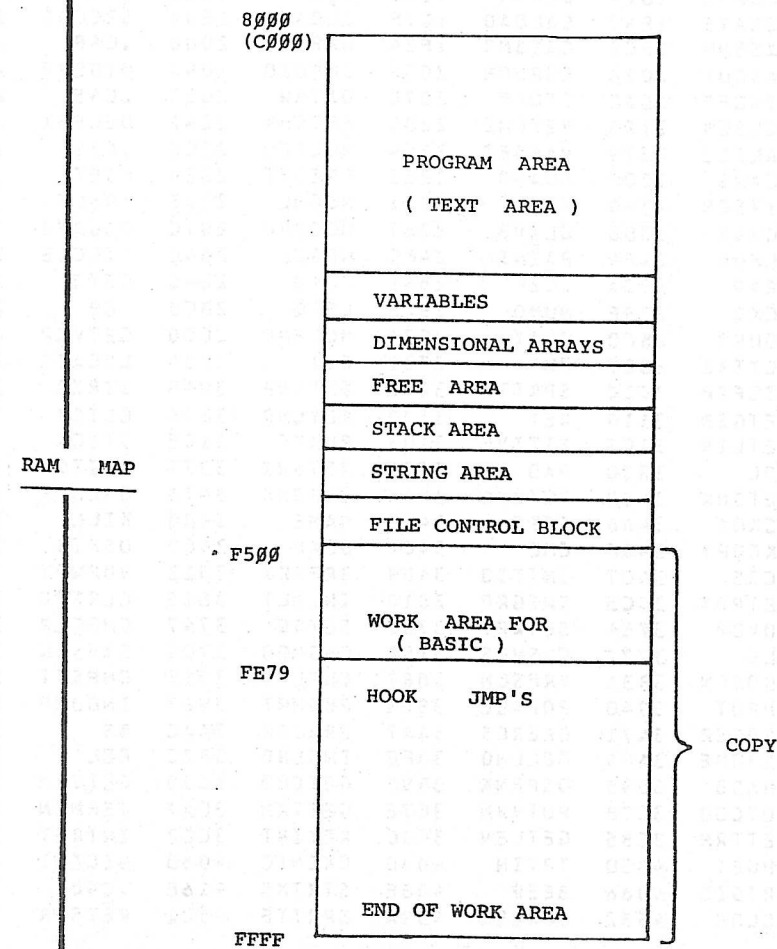 8000
(C000)
PROGRAM AREA
( TEXT AREA )
VARIABLES
DIMENSIONAL ARRAYS
FREE AREA
STACK AREA
RAM MAP
STRING AREA
FILE CONTROL BLOCK
F500
WORK AREA FOR
( BASIC )
FE79
HOOK JMP'S
COPY
END OF WORK AREA
FFFF